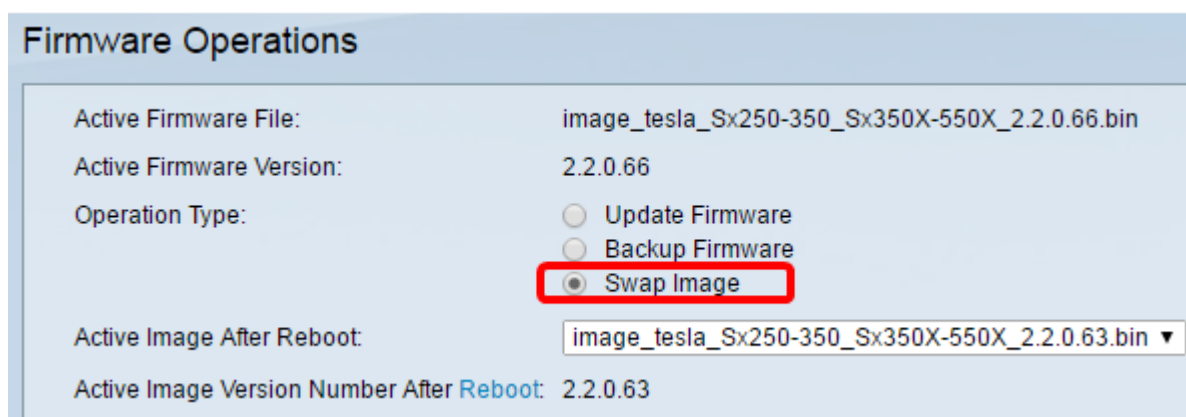 Firmware Operations
Active Firmware File: image_tesla_Sx250-350_Sx350X-550X_2.2.0.66.bin
Active Firmware Version: 2.2.0.66
Operation Type: Update Firmware
Backup Firmware
Swap Image
Active Image After Reboot: image_tesla_Sx250-350_Sx350X-550X_2.2.0.63.bin
Active Image Version Number After Reboot: 2.2.0.63